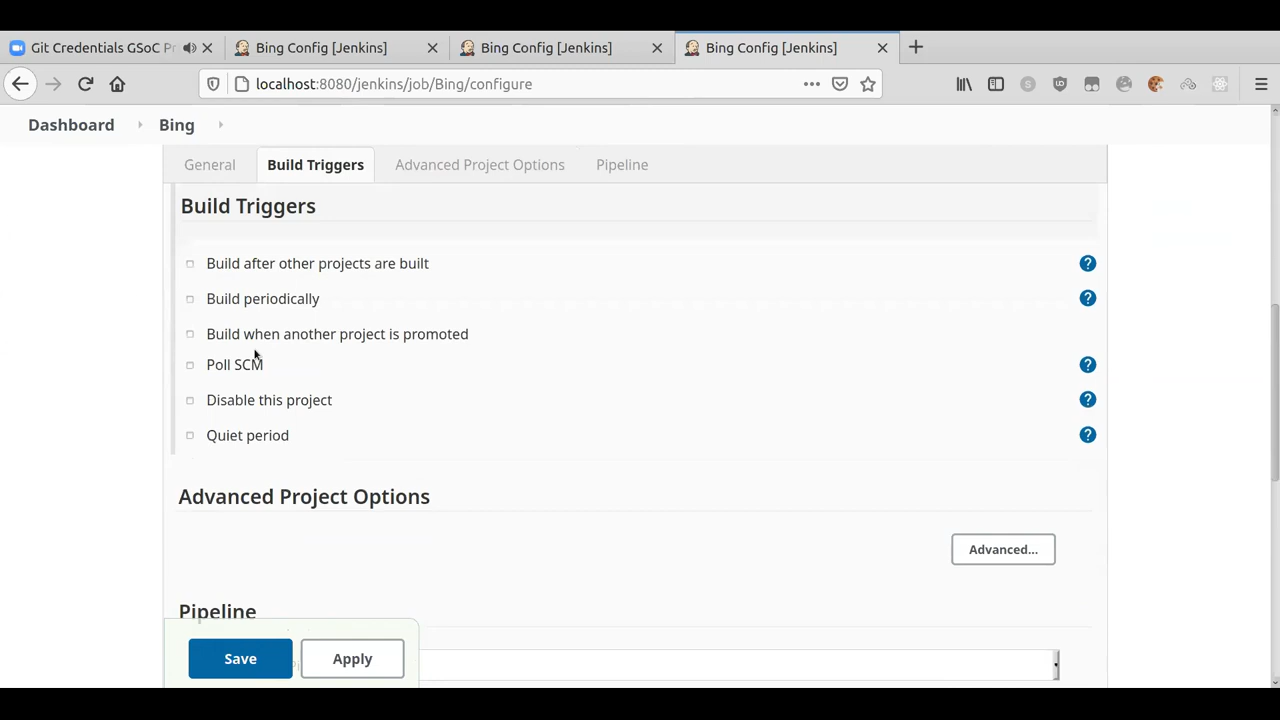 Git Credentials GSoC Pr
Bing Config [Jenkins]
Bing Config [Jenkins]
Bing Config [Jenkins]
localhost:8080/jenkins/job/Bing/configure
Dashboard
Bing
General
Build Triggers
Advanced Project Options
Pipeline
Build Triggers
Build after other projects are built
?
Build periodically
?
Build when another project is promoted
Poll SCM
?
Disable this project
?
Quiet period
?
Advanced Project Options
Advanced...
Pipeline
Save
Apply